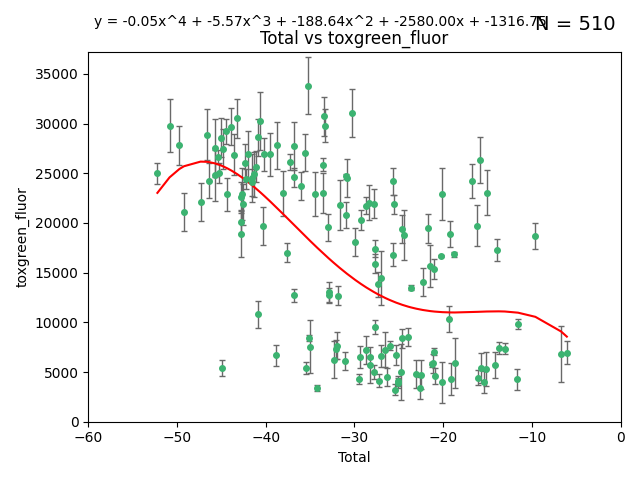 y = -0.05x^4 + -5.57x^3 + -188.64x^2 + -2580.00x + -1316.75
N = 510
Total vs toxgreen_fluor
35000
30000
25000
20000
15000
10000
5000
0
toxgreen_fluor
−60 −50 −40 −30 −20 −10 0
Total